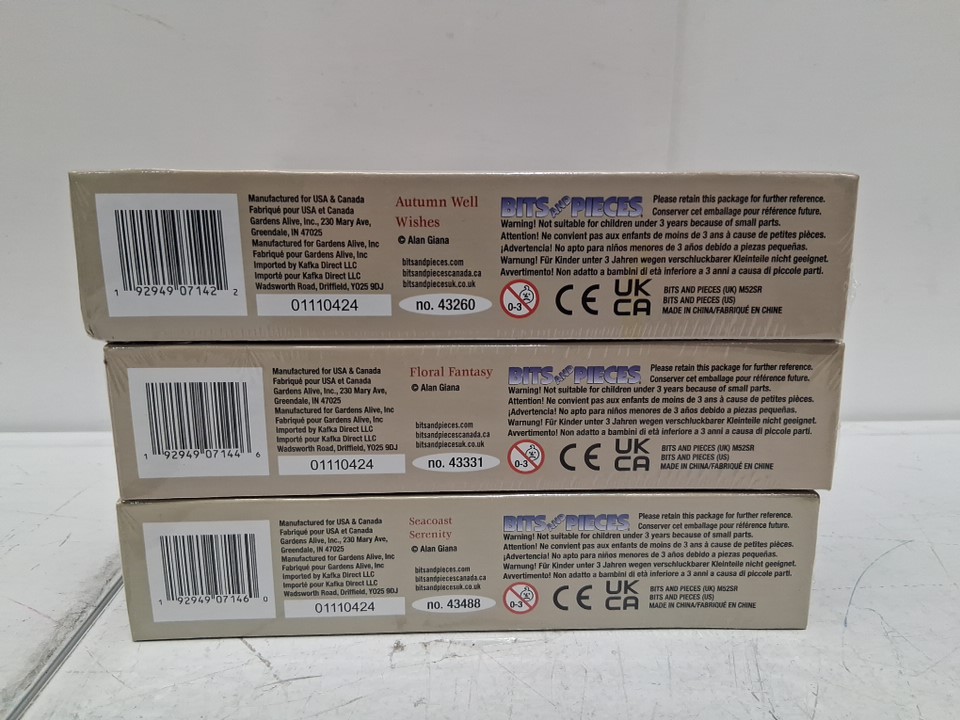 Manufactured for USA & Canada
Fabriqué pour USA et Canada
Gardens Alive, Inc., 230 Mary Ave,
Greendale, IN 47025
Manufactured for Gardens Alive, Inc
Fabriqué pour Gardens Alive, Inc
Imported by Kafka Direct LLC
Importé pour Kafka Direct LLC
Wadsworth Road, Driffield, YO25 9DJ
01110424
1 92949 07142 2
Autumn Well
Wishes
© Alan Giana
bitsandpieces.com
bitsandpiecescanada.ca
bitsandpiecesuk.co.uk
no. 43260
BITS AND PIECES
Please retain this package for further reference.
Conserver cet emballage pour référence future.
Warning! Not suitable for children under 3 years because of small parts.
Attention! Ne convient pas aux enfants de moins de 3 ans à cause de petites pièces.
¡Advertencia! No apto para niños menores de 3 años debido a piezas pequeñas.
Warnung! Für Kinder unter 3 Jahren wegen verschluckbarer Kleinteile nicht geeignet.
Avvertimento! Non adatto a bambini di età inferiore a 3 anni a causa di piccole parti.
0-3
CE
UK
CA
BITS AND PIECES (UK) M52SR
BITS AND PIECES (US)
MADE IN CHINA/FABRIQUÉ EN CHINE
Manufactured for USA & Canada
Fabriqué pour USA et Canada
Gardens Alive, Inc., 230 Mary Ave,
Greendale, IN 47025
Manufactured for Gardens Alive, Inc
Fabriqué pour Gardens Alive, Inc
Imported by Kafka Direct LLC
Importé pour Kafka Direct LLC
Wadsworth Road, Driffield, YO25 9DJ
01110424
1 92949 07144 6
Floral Fantasy
© Alan Giana
bitsandpieces.com
bitsandpiecescanada.ca
bitsandpiecesuk.co.uk
no. 43331
BITS AND PIECES
Please retain this package for further reference.
Conserver cet emballage pour référence future.
Warning! Not suitable for children under 3 years because of small parts.
Attention! Ne convient pas aux enfants de moins de 3 ans à cause de petites pièces.
¡Advertencia! No apto para niños menores de 3 años debido a piezas pequeñas.
Warnung! Für Kinder unter 3 Jahren wegen verschluckbarer Kleinteile nicht geeignet.
Avvertimento! Non adatto a bambini di età inferiore a 3 anni a causa di piccole parti.
0-3
CE
UK
CA
BITS AND PIECES (UK) M52SR
BITS AND PIECES (US)
MADE IN CHINA/FABRIQUÉ EN CHINE
Manufactured for USA & Canada
Fabriqué pour USA et Canada
Gardens Alive, Inc., 230 Mary Ave,
Greendale, IN 47025
Manufactured for Gardens Alive, Inc
Fabriqué pour Gardens Alive, Inc
Imported by Kafka Direct LLC
Importé pour Kafka Direct LLC
Wadsworth Road, Driffield, YO25 9DJ
01110424
1 92949 07146 0
Seacoast
Serenity
© Alan Giana
bitsandpieces.com
bitsandpiecescanada.ca
bitsandpiecesuk.co.uk
no. 43488
BITS AND PIECES
Please retain this package for further reference.
Conserver cet emballage pour référence future.
Warning! Not suitable for children under 3 years because of small parts.
Attention! Ne convient pas aux enfants de moins de 3 ans à cause de petites pièces.
¡Advertencia! No apto para niños menores de 3 años debido a piezas pequeñas.
Warnung! Für Kinder unter 3 Jahren wegen verschluckbarer Kleinteile nicht geeignet.
Avvertimento! Non adatto a bambini di età inferiore a 3 anni a causa di piccole parti.
0-3
CE
UK
CA
BITS AND PIECES (UK) M52SR
BITS AND PIECES (US)
MADE IN CHINA/FABRIQUÉ EN CHINE